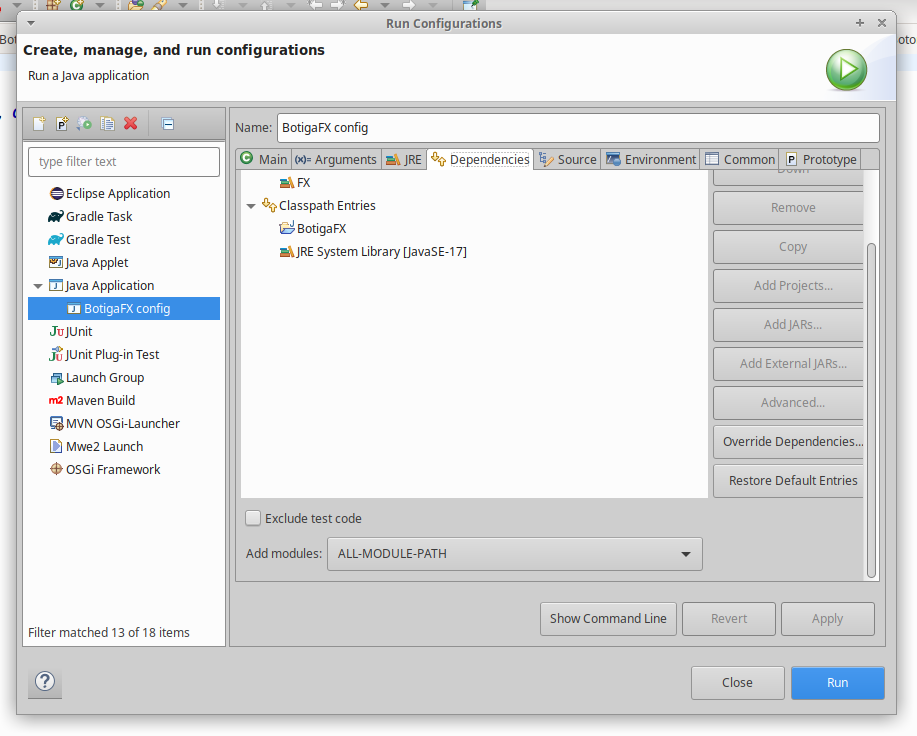 Run Configurations
Create, manage, and run configurations
Run a Java application
type filter text
Eclipse Application
Gradle Task
Gradle Test
Java Applet
Java Application
BotigaFX config
JUnit
JUnit Plug-in Test
Launch Group
Maven Build
MVN OSGi-Launcher
Mwe2 Launch
OSGi Framework
Filter matched 13 of 18 items
Name: BotigaFX config
Main (x)= Arguments JRE Dependencies Source Environment Common Prototype
FX
Classpath Entries
BotigaFX
JRE System Library [JavaSE-17]
Down
Remove
Copy
Add Projects...
Add JARs...
Add External JARs...
Advanced...
Override Dependencies...
Restore Default Entries
Exclude test code
Add modules: ALL-MODULE-PATH
Show Command Line Revert Apply
Close Run